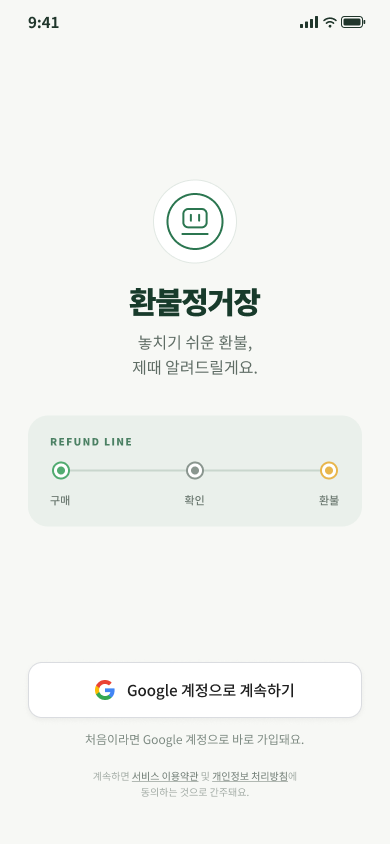 9:41
환불정거장
놓치기 쉬운 환불,
제때 알려드릴게요.
REFUND LINE
구매 확인 환불
Google 계정으로 계속하기
처음이라면 Google 계정으로 바로 가입돼요.
계속하면 서비스 이용약관 및 개인정보 처리방침에
동의하는 것으로 간주돼요.